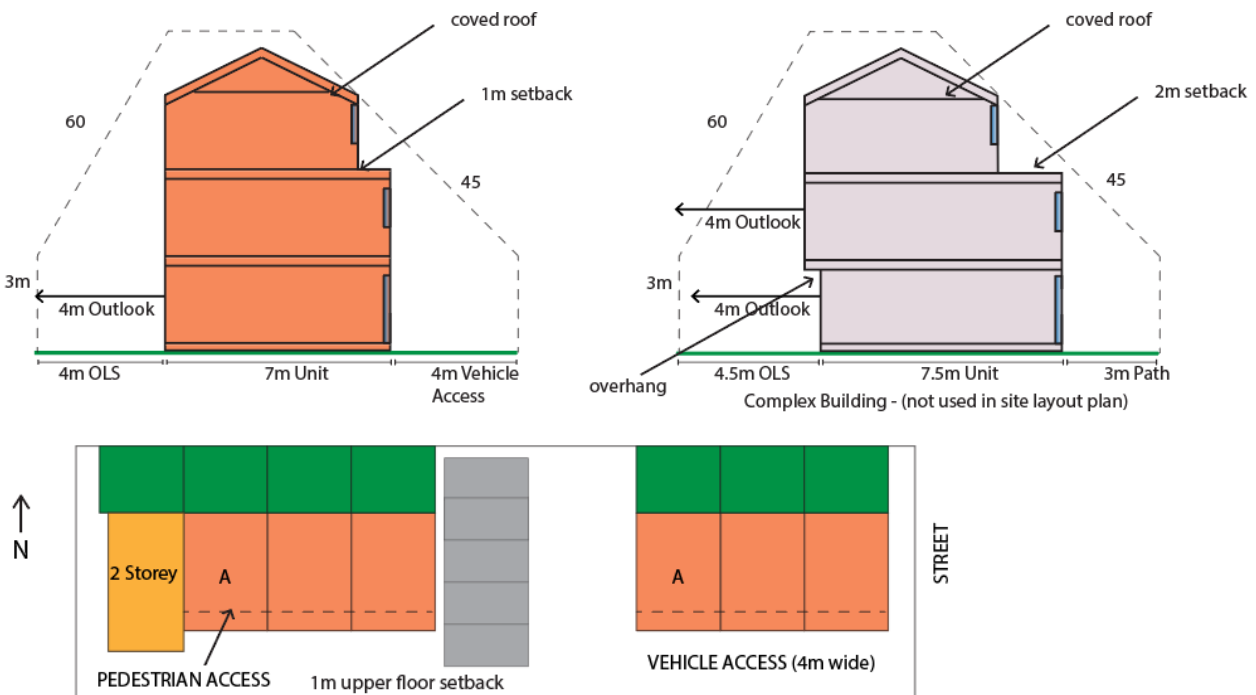 coved roof
1m setback
60
45
3m
4m Outlook
4m OLS
7m Unit
4m Vehicle
Access
coved roof
2m setback
60
45
4m Outlook
3m
4m Outlook
overhang
4.5m OLS
7.5m Unit
3m Path
Complex Building - (not used in site layout plan)
N
2 Storey
A
A
STREET
PEDESTRIAN ACCESS
1m upper floor setback
VEHICLE ACCESS (4m wide)